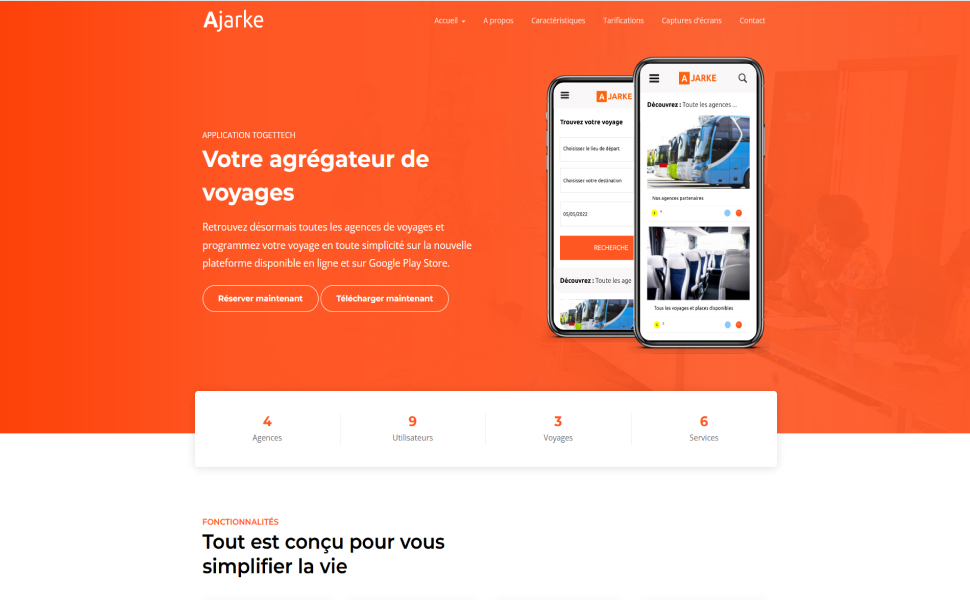 Ajarke
Accueil
A propos
Caractéristiques
Tarifications
Captures d'écrans
Contact
APPLICATION TOGETTECH
Votre agrégateur de
voyages
Retrouvez désormais toutes les agences de voyages et
programmez votre voyage en toute simplicité sur la nouvelle
plateforme disponible en ligne et sur Google Play Store.
Réserver maintenant
Télécharger maintenant
A JARKE
Trouvez votre voyage
Choisissez le lieu de départ
Choisissez votre destination
05/05/2022
RECHERCHE
Découvrez : Toute les age
A JARKE
Découvrez : Toute les agences ...
Nos agences partenaires
Tous les voyages et places disponibles
4
Agences
9
Utilisateurs
3
Voyages
6
Services
FONCTIONNALITÉS
Tout est conçu pour vous
simplifier la vie